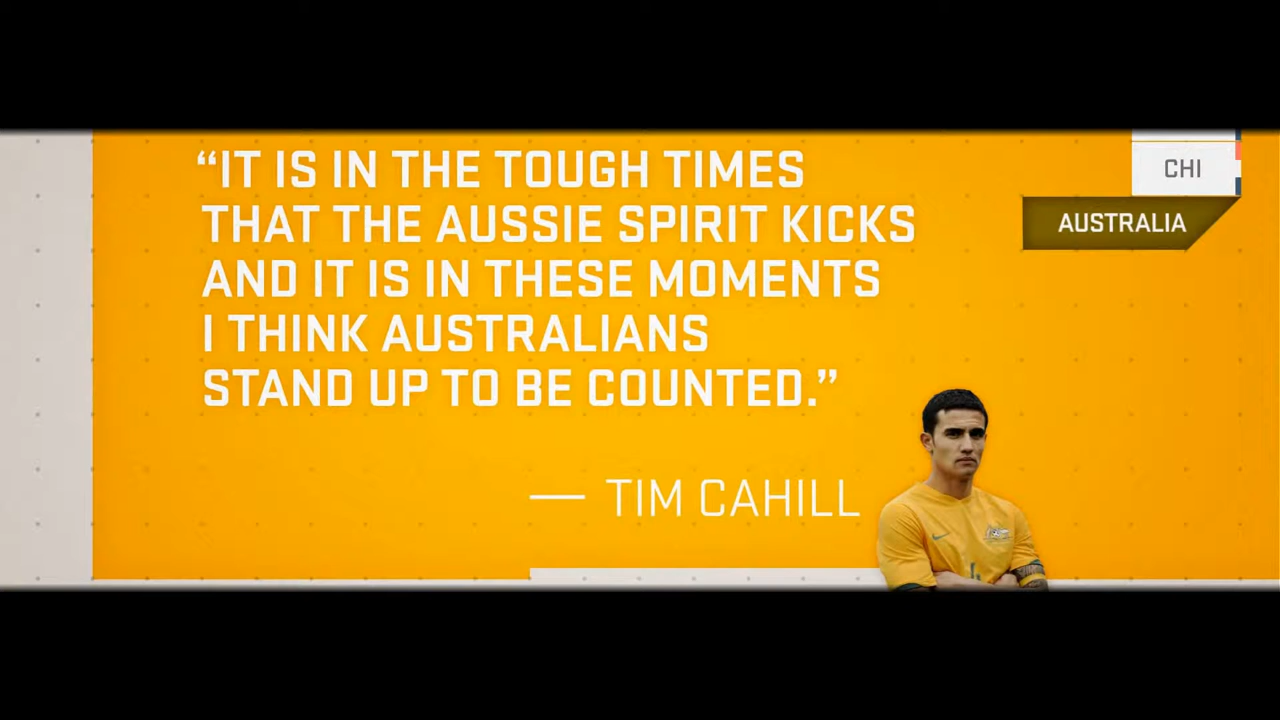 “IT IS IN THE TOUGH TIMES
THAT THE AUSSIE SPIRIT KICKS
AND IT IS IN THESE MOMENTS
I THINK AUSTRALIANS
STAND UP TO BE COUNTED.”
— TIM CAHILL
CHI
AUSTRALIA